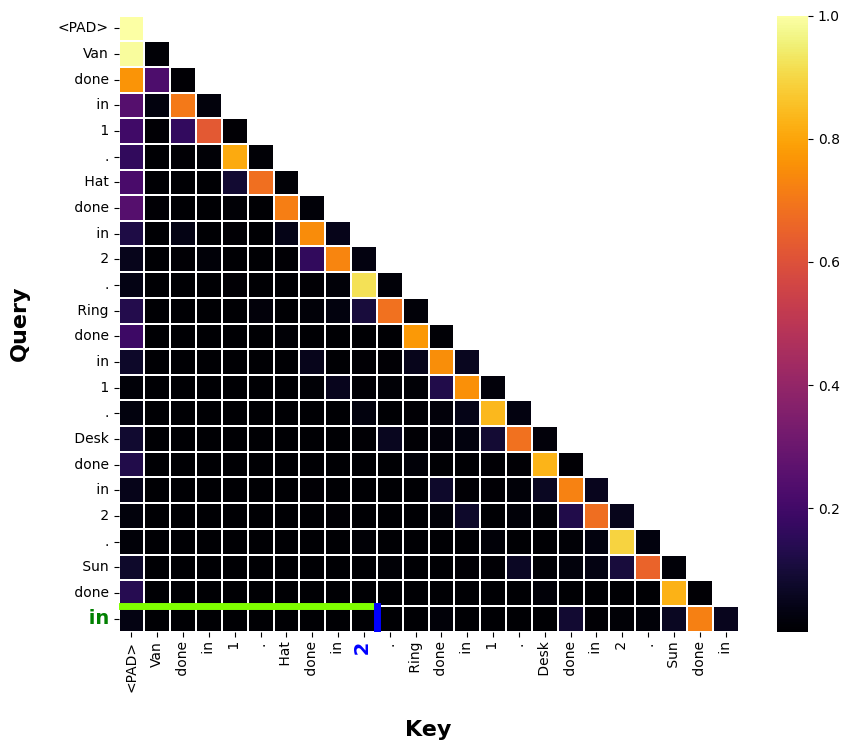 <PAD>
Van
done
in
1
.
Hat
done
in
2
.
Ring
done
in
1
.
Desk
done
in
2
.
Sun
done
in
Query
<PAD> Van done in 1 . Hat done in 2 . Ring done in 1 . Desk done in 2 . Sun done in
Key
1.0
0.8
0.6
0.4
0.2